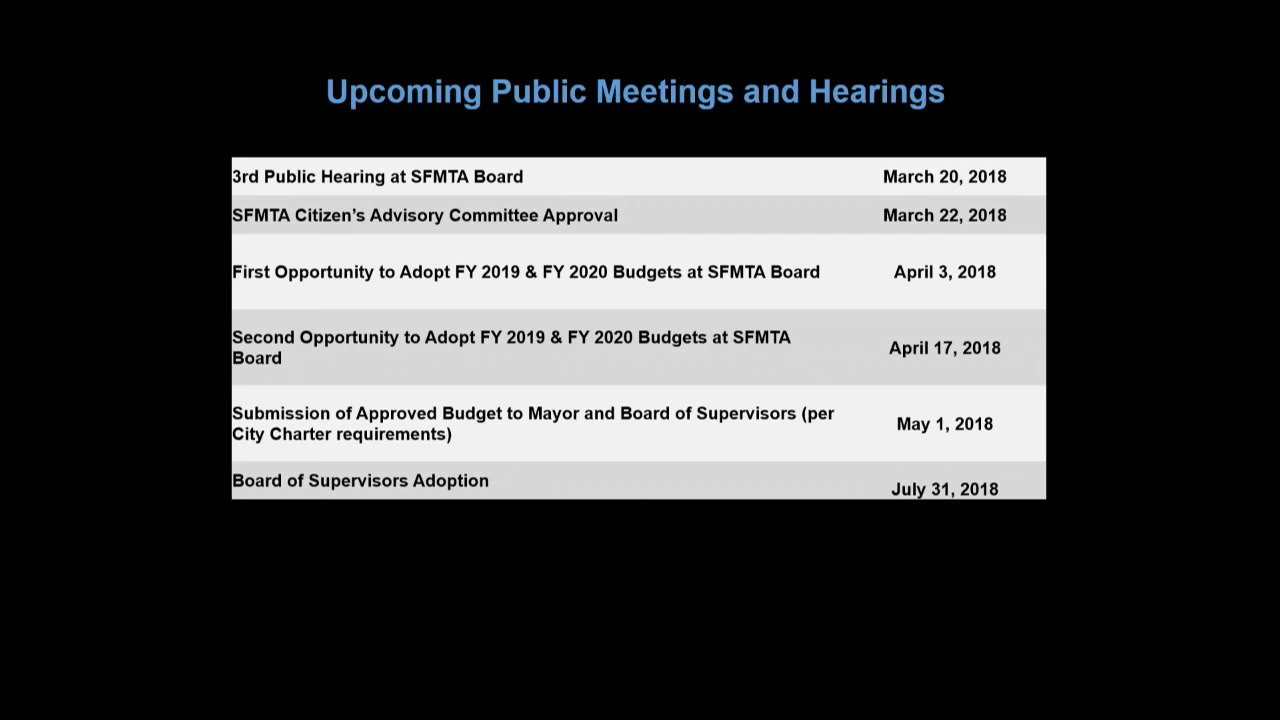 Upcoming Public Meetings and Hearings
3rd Public Hearing at SFMTA Board March 20, 2018
SFMTA Citizen’s Advisory Committee Approval March 22, 2018
First Opportunity to Adopt FY 2019 & FY 2020 Budgets at SFMTA Board April 3, 2018
Second Opportunity to Adopt FY 2019 & FY 2020 Budgets at SFMTA
Board
April 17, 2018
Submission of Approved Budget to Mayor and Board of Supervisors (per
City Charter requirements)
May 1, 2018
Board of Supervisors Adoption July 31, 2018